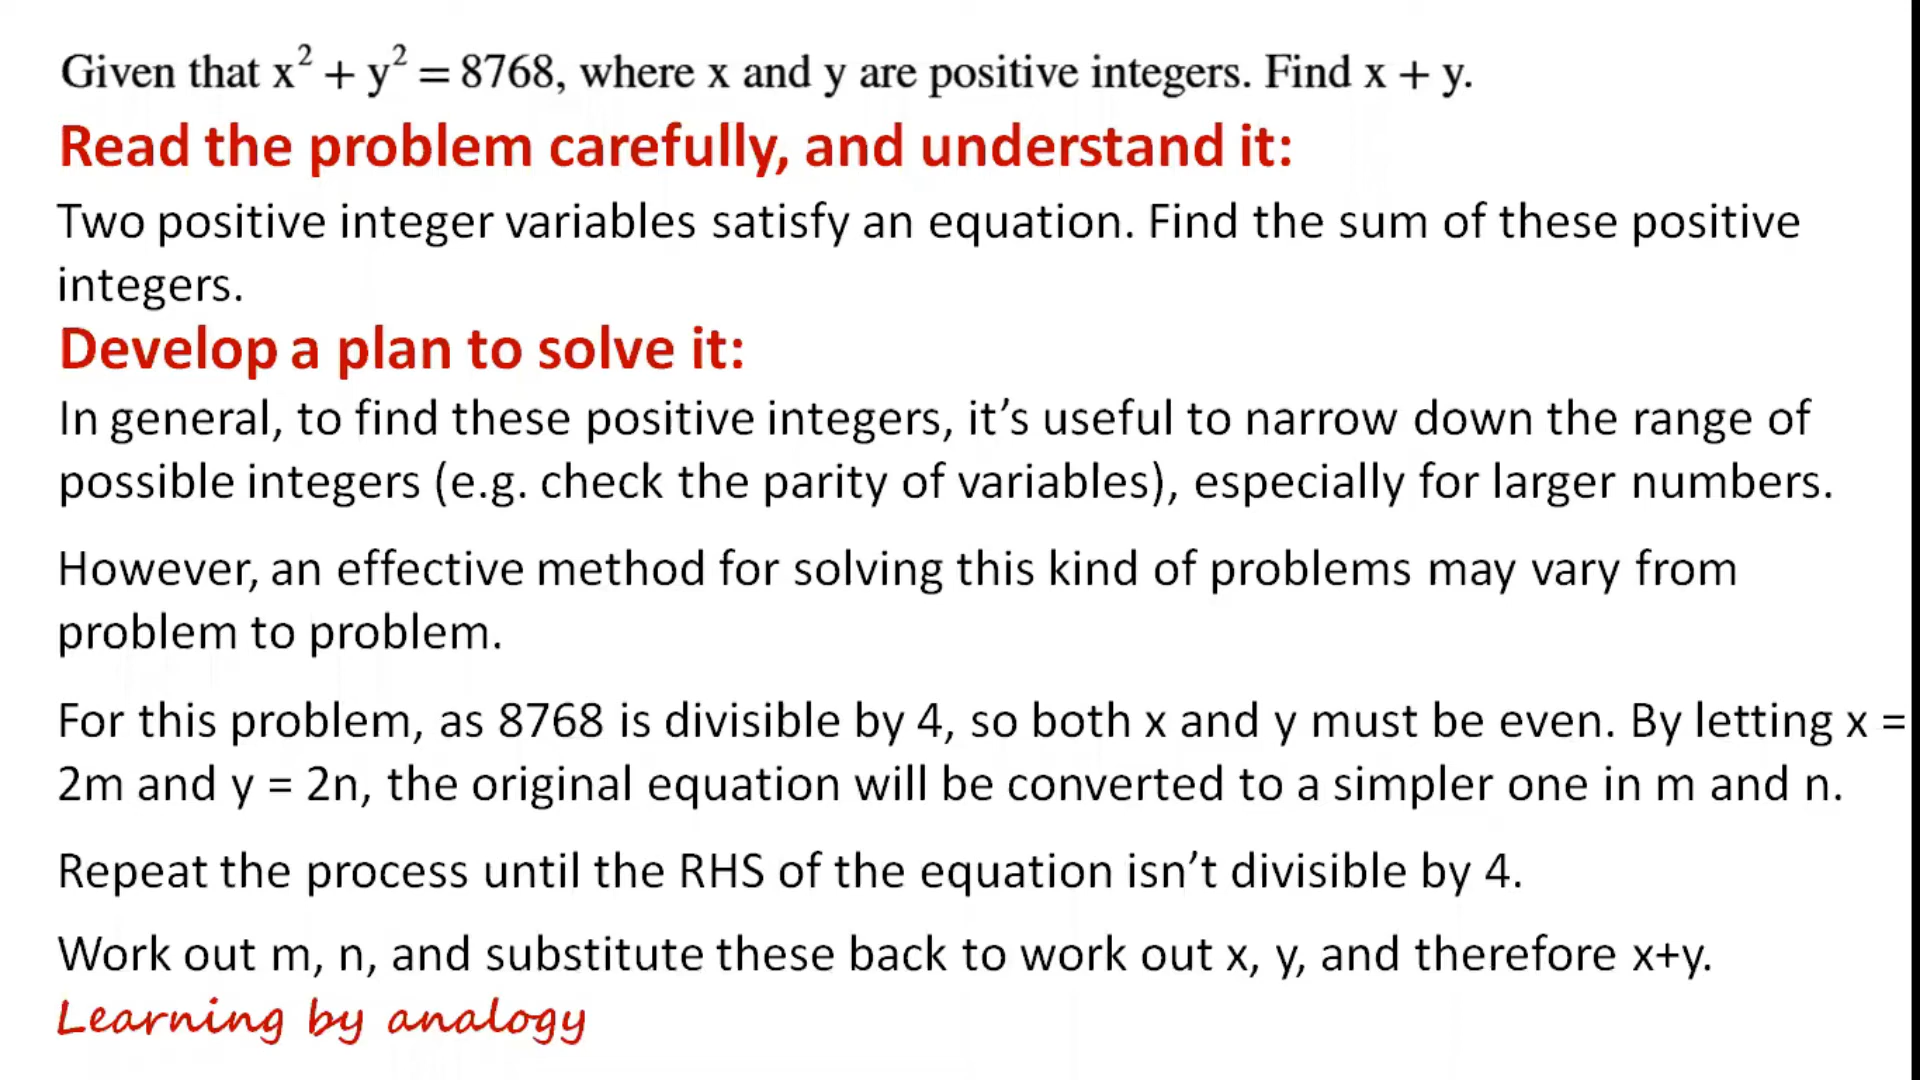 Given that x² + y² = 8768, where x and y are positive integers. Find x + y.
Read the problem carefully, and understand it:
Two positive integer variables satisfy an equation. Find the sum of these positive
integers.
Develop a plan to solve it:
In general, to find these positive integers, it’s useful to narrow down the range of
possible integers (e.g. check the parity of variables), especially for larger numbers.
However, an effective method for solving this kind of problems may vary from
problem to problem.
For this problem, as 8768 is divisible by 4, so both x and y must be even. By letting x =
2m and y = 2n, the original equation will be converted to a simpler one in m and n.
Repeat the process until the RHS of the equation isn’t divisible by 4.
Work out m, n, and substitute these back to work out x, y, and therefore x+y.
Learning by analogy